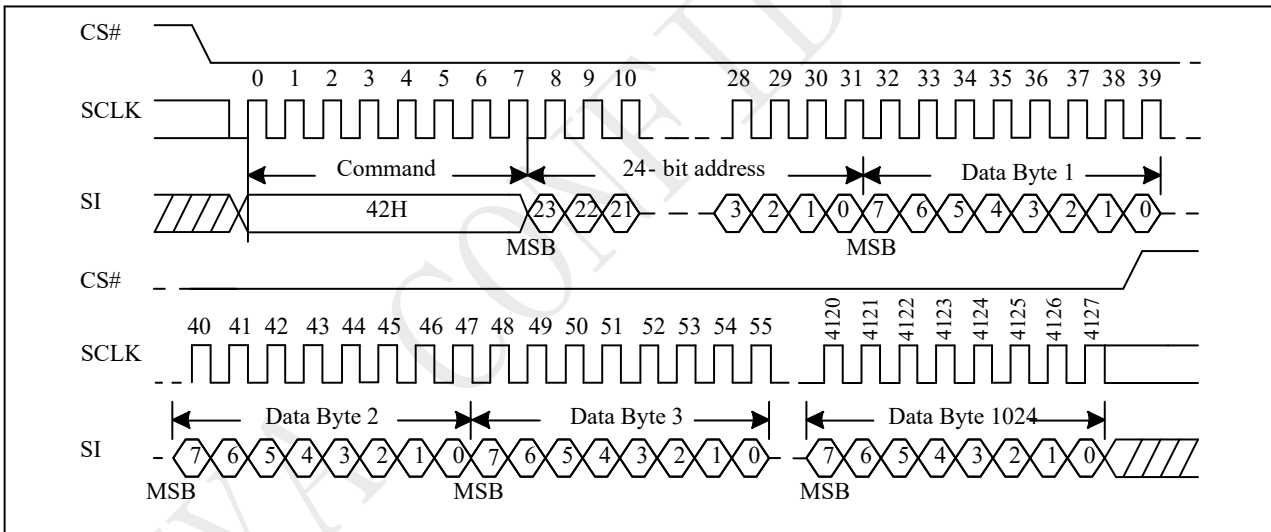 CS#
0 1 2 3 4 5 6 7 8 9 10 28 29 30 31 32 33 34 35 36 37 38 39
SCLK
Command 24- bit address Data Byte 1
SI
42H 23 22 21 3 2 1 0 7 6 5 4 3 2 1 0
MSB MSB
CS#
40 41 42 43 44 45 46 47 48 49 50 51 52 53 54 55 4120 4121 4122 4123 4124 4125 4126 4127
SCLK
Data Byte 2 Data Byte 3 Data Byte 1024
SI
7 6 5 4 3 2 1 0 7 6 5 4 3 2 1 0 7 6 5 4 3 2 1 0
MSB MSB MSB